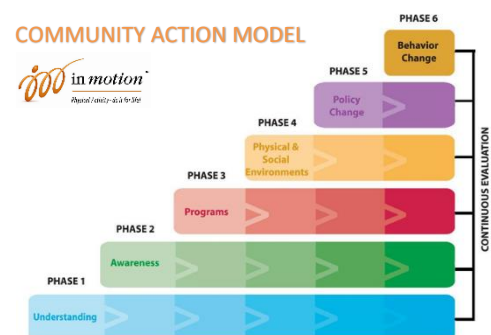 COMMUNITY ACTION MODEL
in motion
PHASE 6
Behavior
Change
PHASE 5
Policy
Change
PHASE 4
Physical &
Social
Environments
PHASE 3
Programs
PHASE 2
Awareness
PHASE 1
Understanding
CONTINUOUS EVALUATION